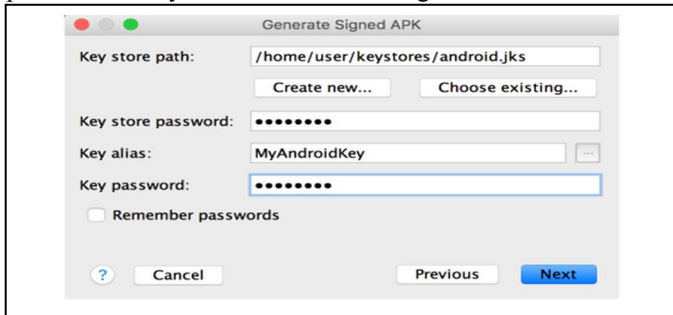 Generate Signed APK
Key store path: /home/user/keystores/android.jks
Create new... Choose existing...
Key store password: ••••••••
Key alias: MyAndroidKey ...
Key password: ••••••••
Remember passwords
? Cancel Previous Next